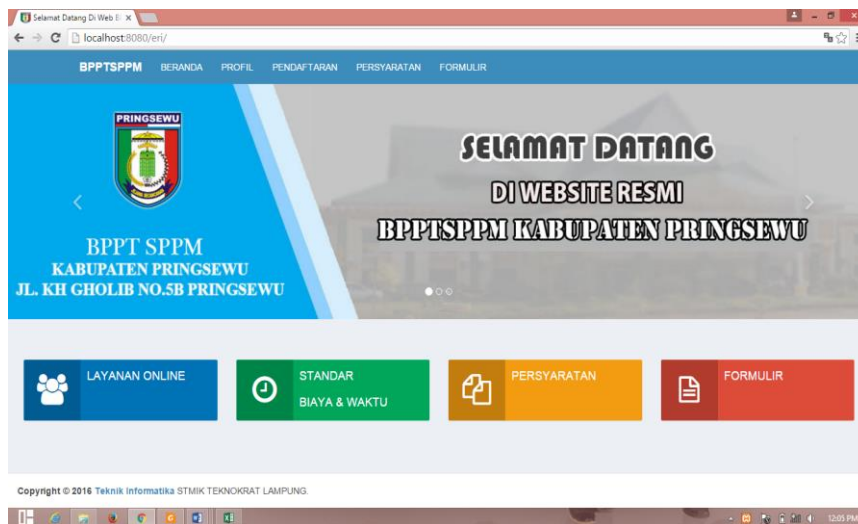 Selamat Datang Di Web
localhost:8080/eri/
BPPTSPPM BERANDA PROFIL PENDAFTARAN PERSYARATAN FORMULIR
PRINGSEWU
BPPT SPPM
KABUPATEN PRINGSEWU
JL. KH GHOLIB NO.5B PRINGSEWU
SELAMAT DATANG
DI WEBSITE RESMI
BPPTSPPM KABUPATEN PRINGSEWU
LAYANAN ONLINE
STANDAR
BIAYA & WAKTU
PERSYARATAN
FORMULIR
Copyright © 2016 Teknik Informatika STMIK TEKNOKRAT LAMPUNG.
12:05 PM